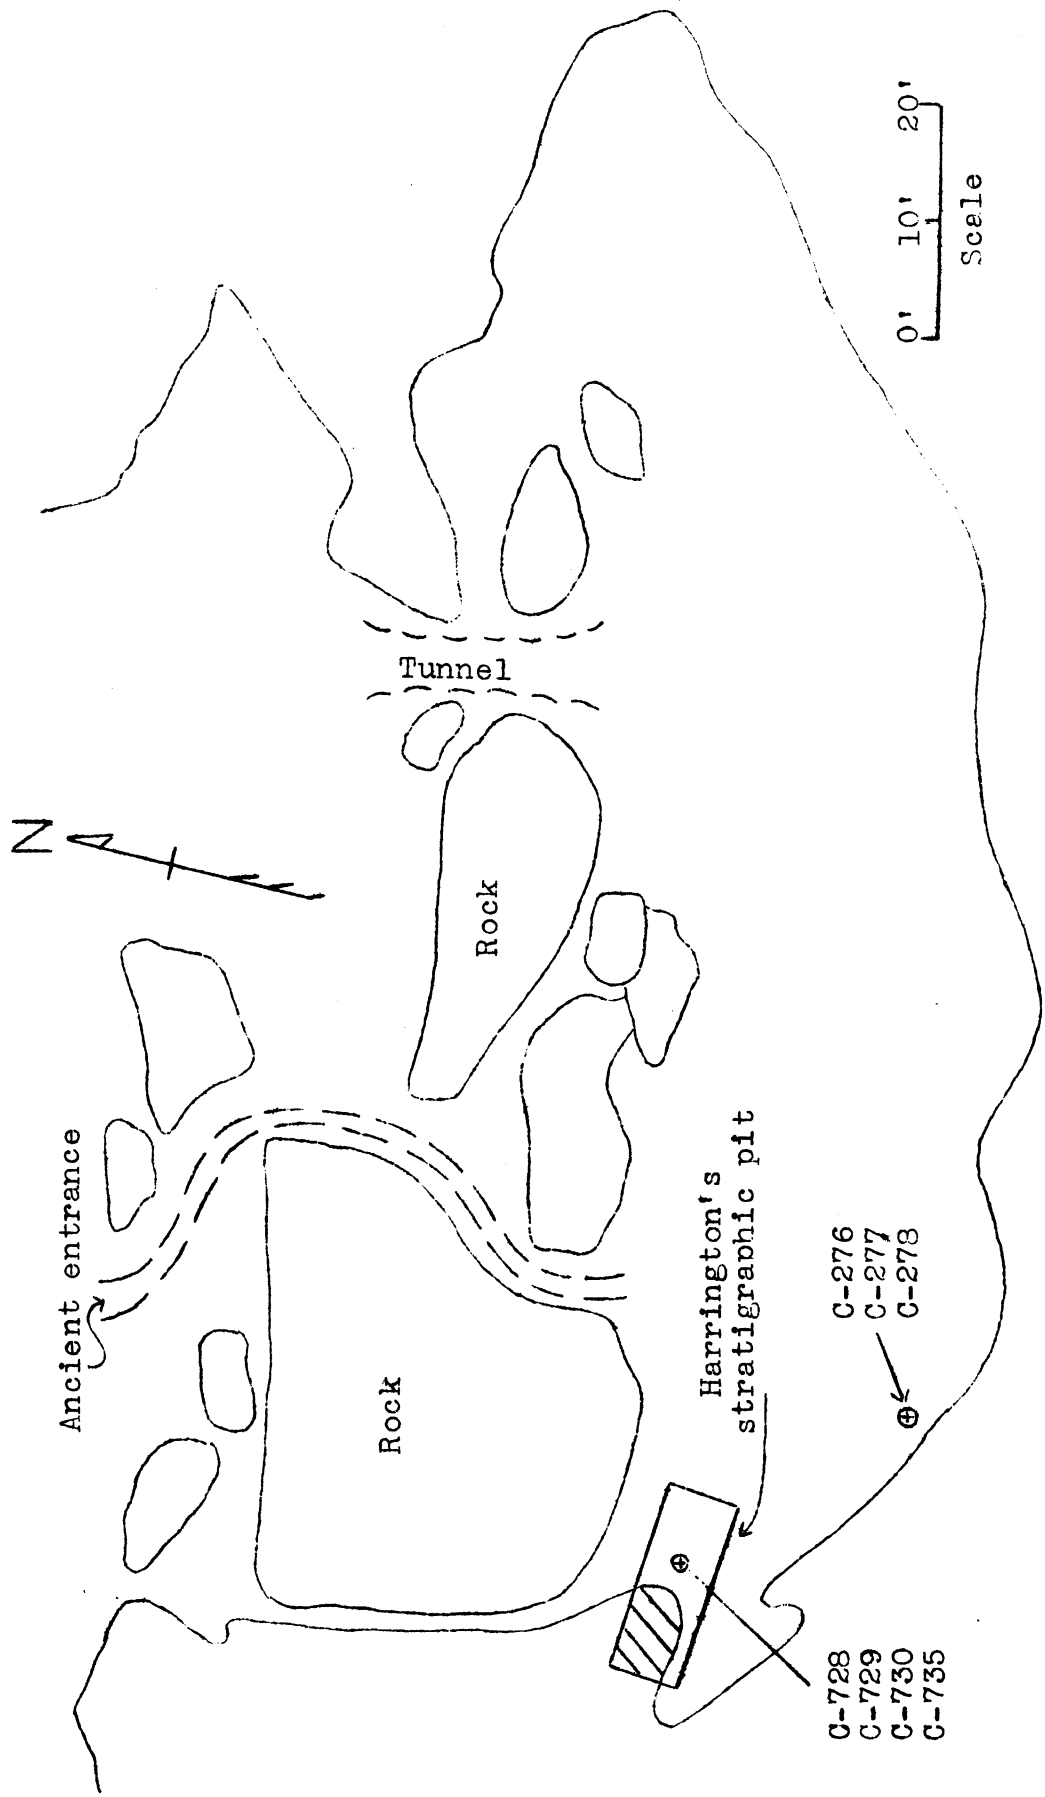 N
Ancient entrance
Tunnel
Rock
Rock
Harrington's
stratigraphic pit
C-276
C-277
C-278
C-728
C-729
C-730
C-735
0' 10' 20'
Scale